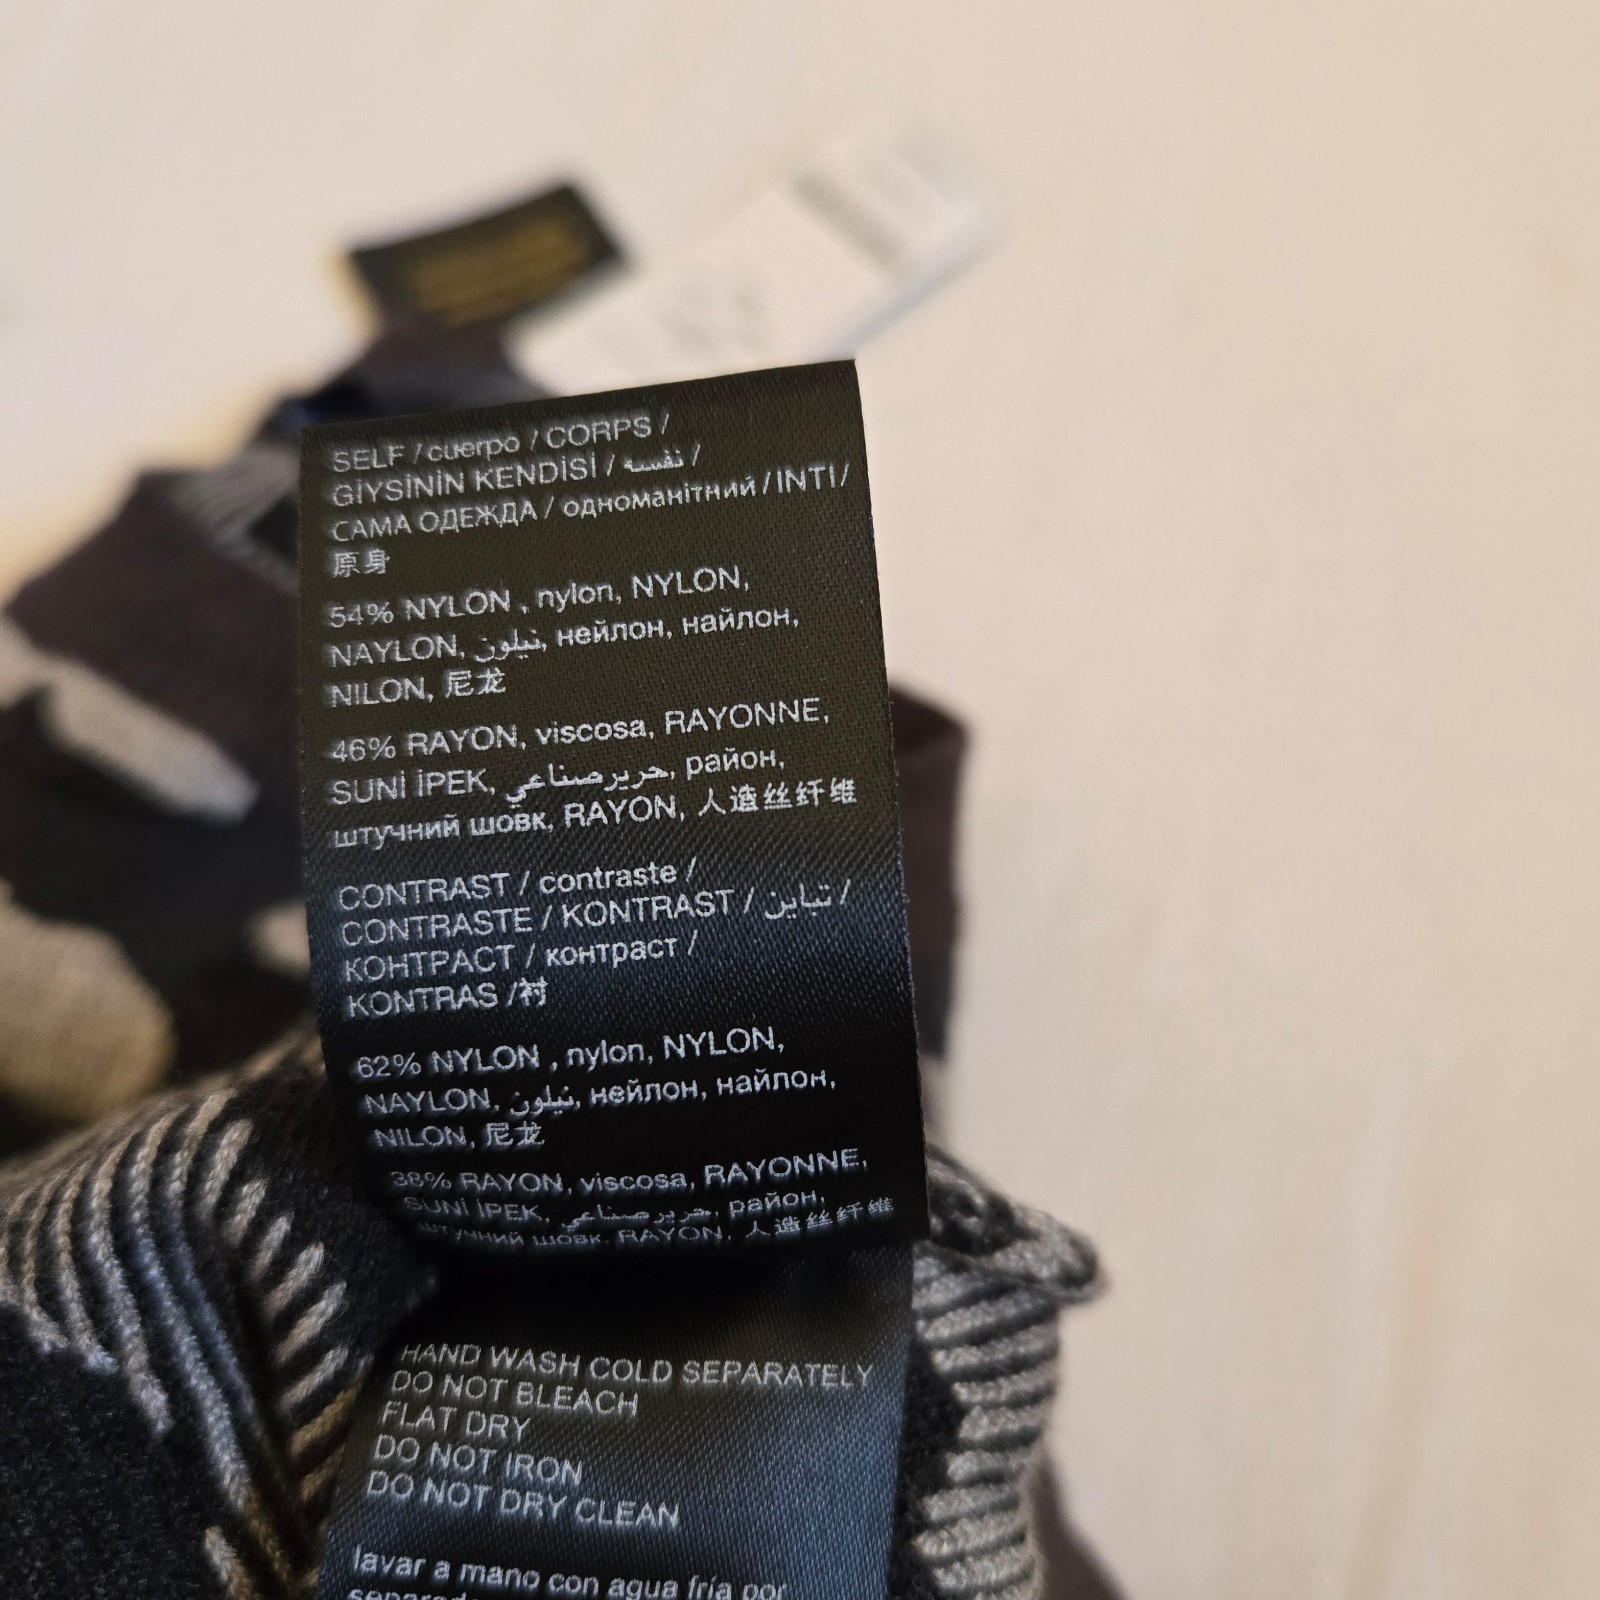 SELF / cuerpo / CORPS /
GİYSİNİN KENDİSİ / نفسه /
САМА ОДЕЖДА / одноманітний / INTI /
原身
54% NYLON , nylon, NYLON,
NAYLON, نيلون, нейлон, найлон,
NILON, 尼龙
46% RAYON, viscosa, RAYONNE,
SUNİ İPEK, حرير صناعي, район,
штучний шовк, RAYON, 人造丝纤维
CONTRAST / contraste /
CONTRASTE / KONTRAST / تباين /
КОНТРАСТ / контраст /
KONTRAS /衬
62% NYLON , nylon, NYLON,
NAYLON, نيلون, нейлон, найлон,
NILON, 尼龙
38% RAYON, viscosa, RAYONNE,
SUNİ İPEK, حرير صناعي, район,
штучний шовк, RAYON, 人造丝纤维
HAND WASH COLD SEPARATELY
DO NOT BLEACH
FLAT DRY
DO NOT IRON
DO NOT DRY CLEAN
lavar a mano con agua fría por